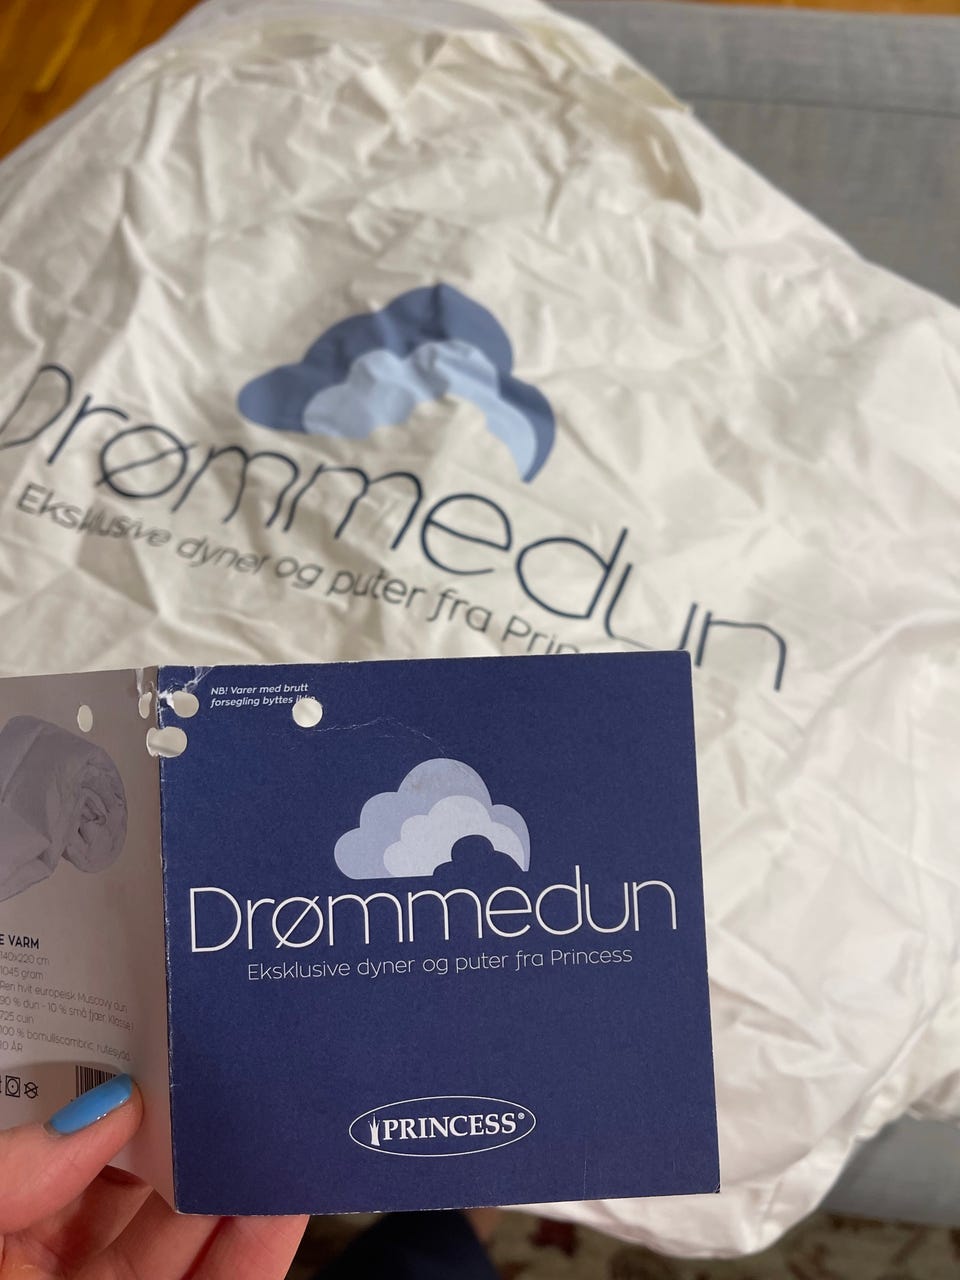 Drømmedun
Eksklusive dyner og puter fra Prin
NB! Varer med brutt
forsegling byttes ikke
Drømmedun
Eksklusive dyner og puter fra Princess
PRINCESS®
E VARM
140x220 cm
1045 gram
Ren hvit europeisk Muscovy dun
90 % dun - 10 % små fjær. Klasse 1
725 cuin
100 % bomullscambric, rutesydd
10 ÅR